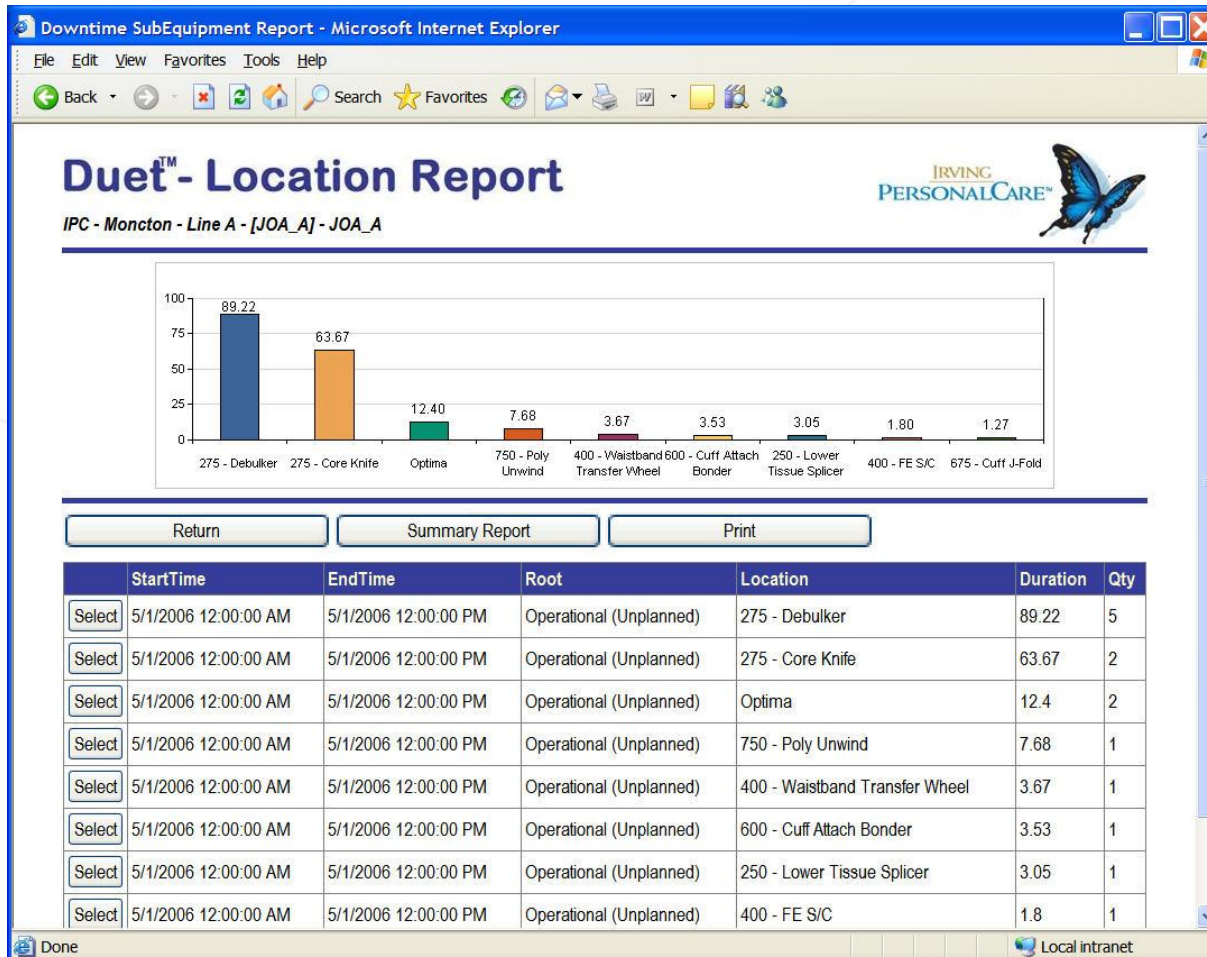 Downtime SubEquipment Report - Microsoft Internet Explorer
File Edit View Favorites Tools Help
Back Search Favorites
Duet™- Location Report
IRVING
PERSONALCARE™
IPC - Moncton - Line A - [JOA_A] - JOA_A
100
75
50
25
0
89.22
63.67
12.40
7.68
3.67
3.53
3.05
1.80
1.27
275 - Debulker
275 - Core Knife
Optima
750 - Poly
Unwind
400 - Waistband
Transfer Wheel
600 - Cuff Attach
Bonder
250 - Lower
Tissue Splicer
400 - FE S/C
675 - Cuff J-Fold
Return Summary Report Print
StartTime EndTime Root Location Duration Qty
Select 5/1/2006 12:00:00 AM 5/1/2006 12:00:00 PM Operational (Unplanned) 275 - Debulker 89.22 5
Select 5/1/2006 12:00:00 AM 5/1/2006 12:00:00 PM Operational (Unplanned) 275 - Core Knife 63.67 2
Select 5/1/2006 12:00:00 AM 5/1/2006 12:00:00 PM Operational (Unplanned) Optima 12.4 2
Select 5/1/2006 12:00:00 AM 5/1/2006 12:00:00 PM Operational (Unplanned) 750 - Poly Unwind 7.68 1
Select 5/1/2006 12:00:00 AM 5/1/2006 12:00:00 PM Operational (Unplanned) 400 - Waistband Transfer Wheel 3.67 1
Select 5/1/2006 12:00:00 AM 5/1/2006 12:00:00 PM Operational (Unplanned) 600 - Cuff Attach Bonder 3.53 1
Select 5/1/2006 12:00:00 AM 5/1/2006 12:00:00 PM Operational (Unplanned) 250 - Lower Tissue Splicer 3.05 1
Select 5/1/2006 12:00:00 AM 5/1/2006 12:00:00 PM Operational (Unplanned) 400 - FE S/C 1.8 1
Done Local intranet